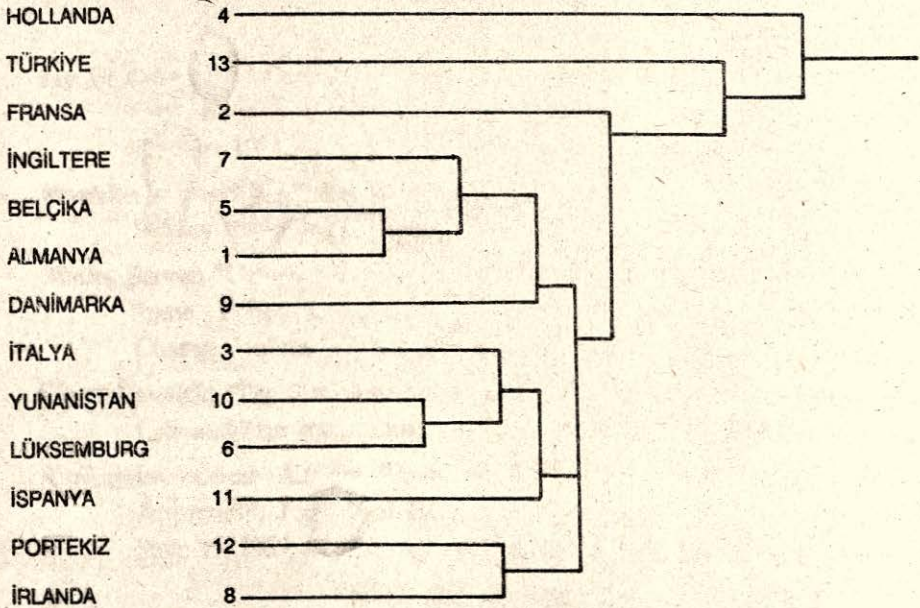 HOLLANDA 4
TÜRKİYE 13
FRANSA 2
İNGİLTERE 7
BELÇİKA 5
ALMANYA 1
DANİMARKA 9
İTALYA 3
YUNANİSTAN 10
LÜKSEMBURG 6
İSPANYA 11
PORTEKİZ 12
İRLANDA 8